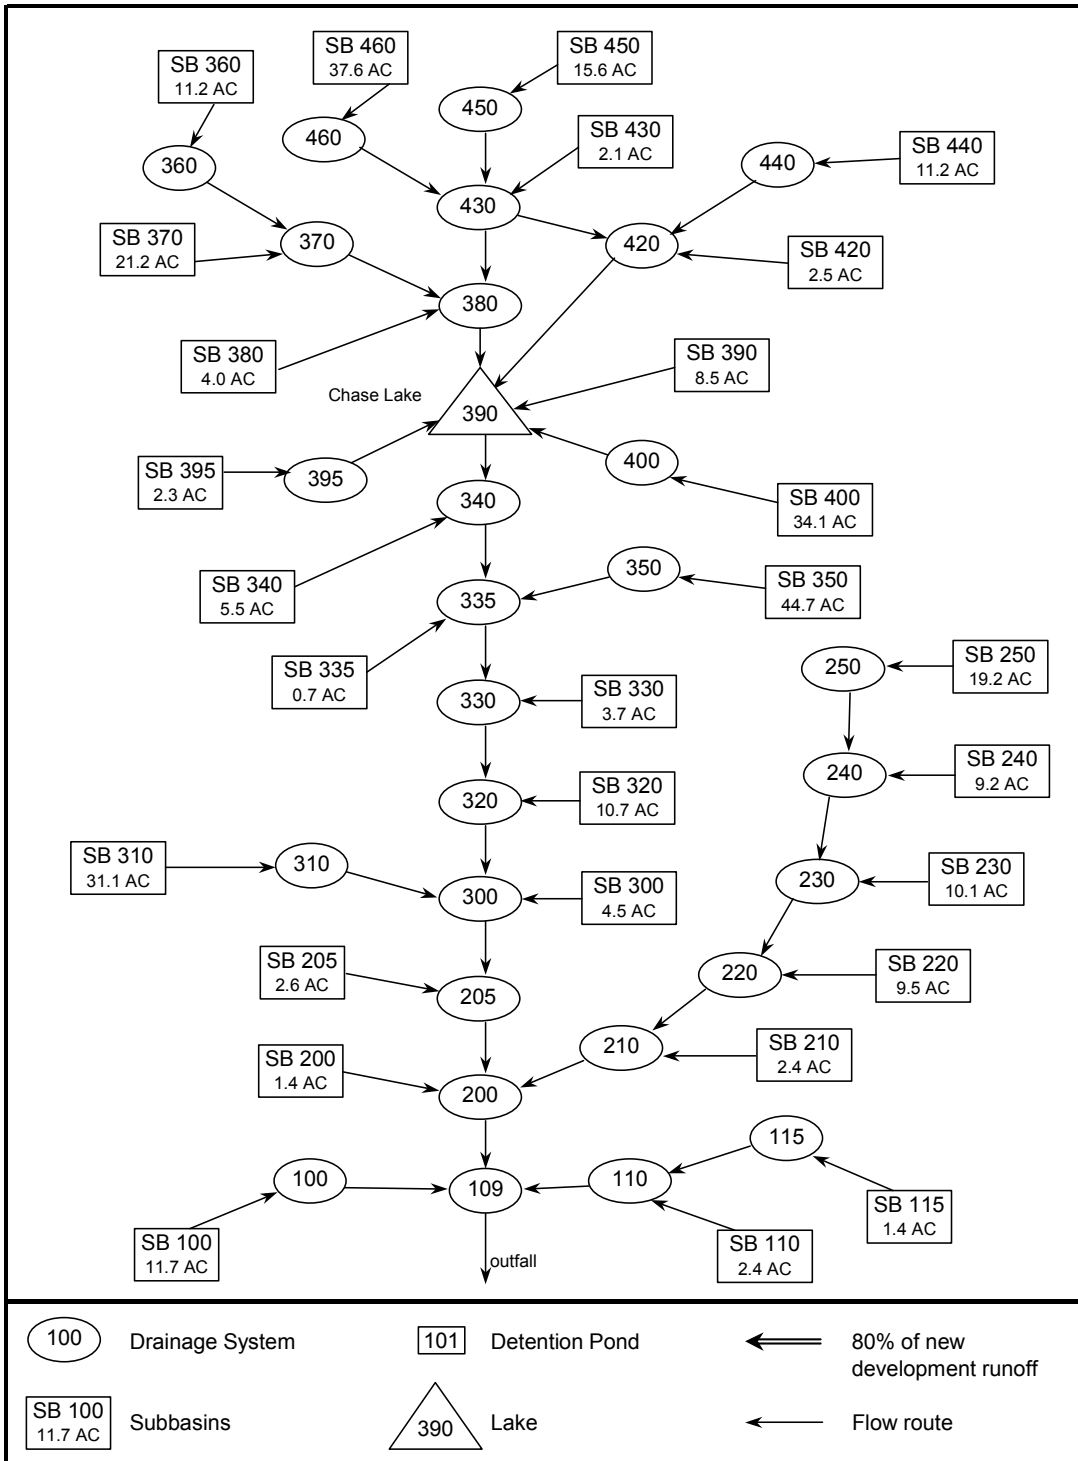 SB 460
37.6 AC
SB 450
15.6 AC
SB 360
11.2 AC
450
460
SB 430
2.1 AC
SB 440
11.2 AC
360
440
430
SB 370
21.2 AC
370
420
SB 420
2.5 AC
380
SB 380
4.0 AC
SB 390
8.5 AC
Chase Lake
390
SB 395
2.3 AC
395
400
SB 400
34.1 AC
340
SB 340
5.5 AC
350
SB 350
44.7 AC
335
SB 335
0.7 AC
250
SB 250
19.2 AC
330
SB 330
3.7 AC
240
SB 240
9.2 AC
320
SB 320
10.7 AC
SB 310
31.1 AC
310
300
SB 300
4.5 AC
230
SB 230
10.1 AC
SB 205
2.6 AC
205
220
SB 220
9.5 AC
210
SB 210
2.4 AC
SB 200
1.4 AC
200
115
100
109
110
SB 115
1.4 AC
SB 100
11.7 AC
SB 110
2.4 AC
outfall
100
Drainage System
101
Detention Pond
80% of new
development runoff
SB 100
11.7 AC
Subbasins
390
Lake
Flow route